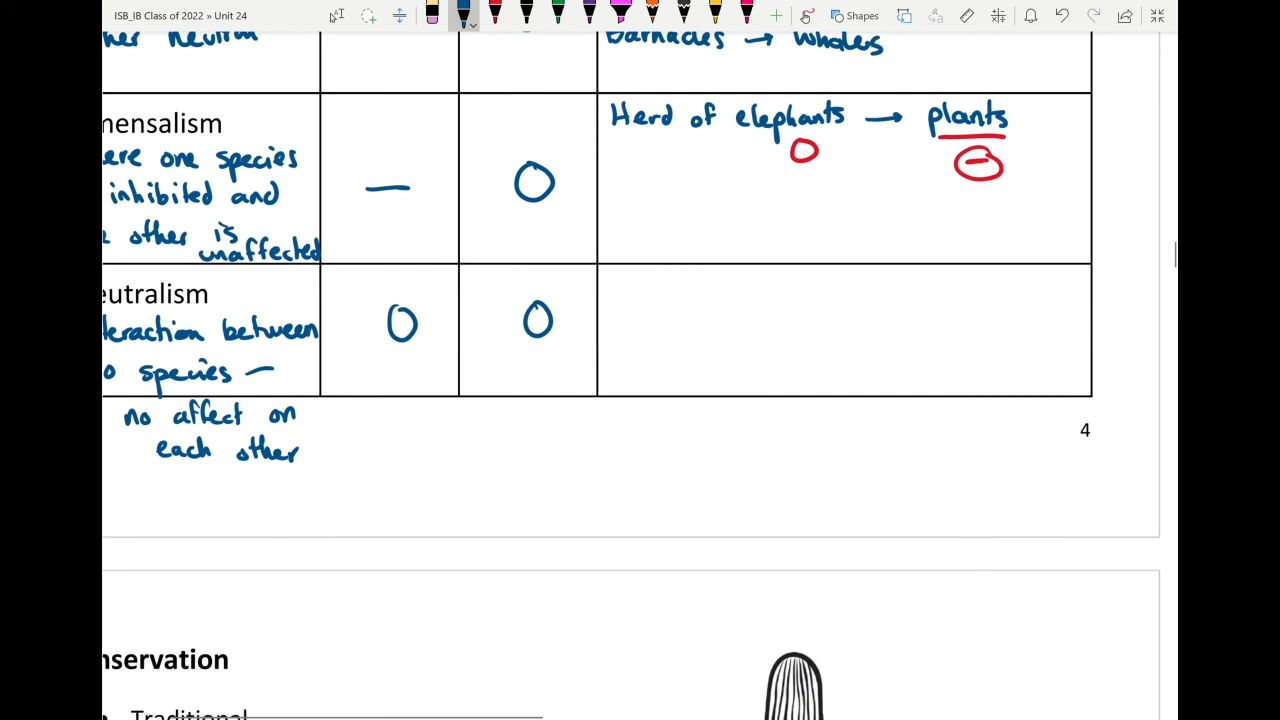 ISB_IB Class of 2022 » Unit 24
Shapes
her neutral
barnacles → whales
mensalism
Herd of elephants → plants
0
-
ere one species
inhibited and
other is
unaffected
— 0
eutralism
teraction between
o species —
no affect on
each other
0 0
4
nservation
Traditional